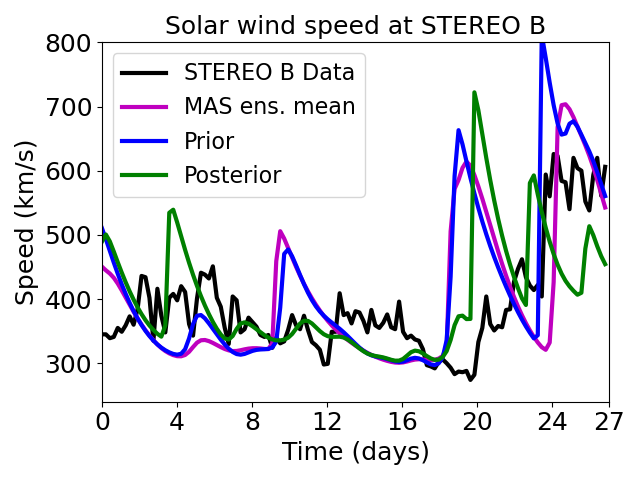 Solar wind speed at STEREO B
800
700
600
500
400
300
Speed (km/s)
STEREO B Data
MAS ens. mean
Prior
Posterior
0 4 8 12 16 20 24 27
Time (days)